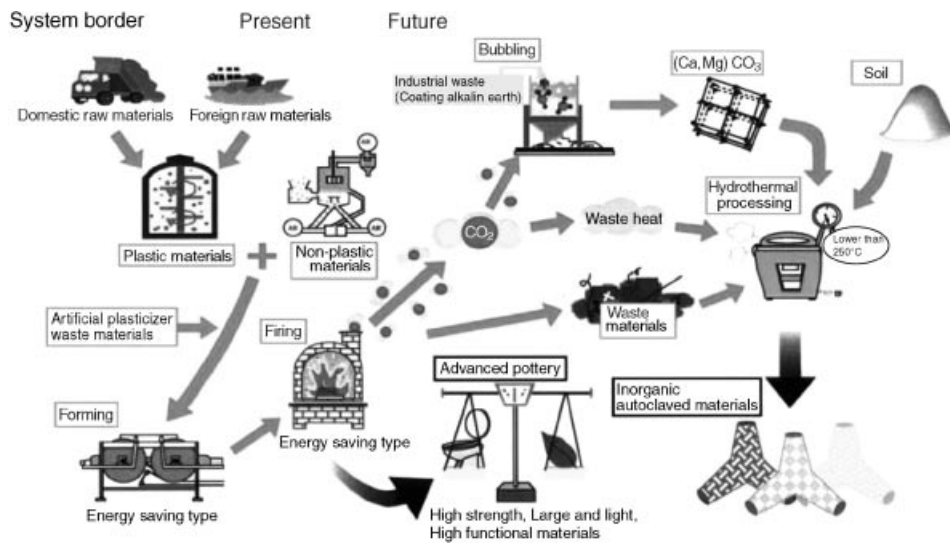 System border
Present
Future
Domestic raw materials
Foreign raw materials
Plastic materials
Non-plastic
materials
Artificial plasticizer
waste materials
Forming
Energy saving type
Firing
Energy saving type
Bubbling
Industrial waste
(Coating alkalin earth)
(Ca, Mg) CO₃
Soil
CO₂
Waste heat
Hydrothermal
processing
Lower than
250°C
Waste
materials
Advanced pottery
High strength, Large and light,
High functional materials
Inorganic
autoclaved materials